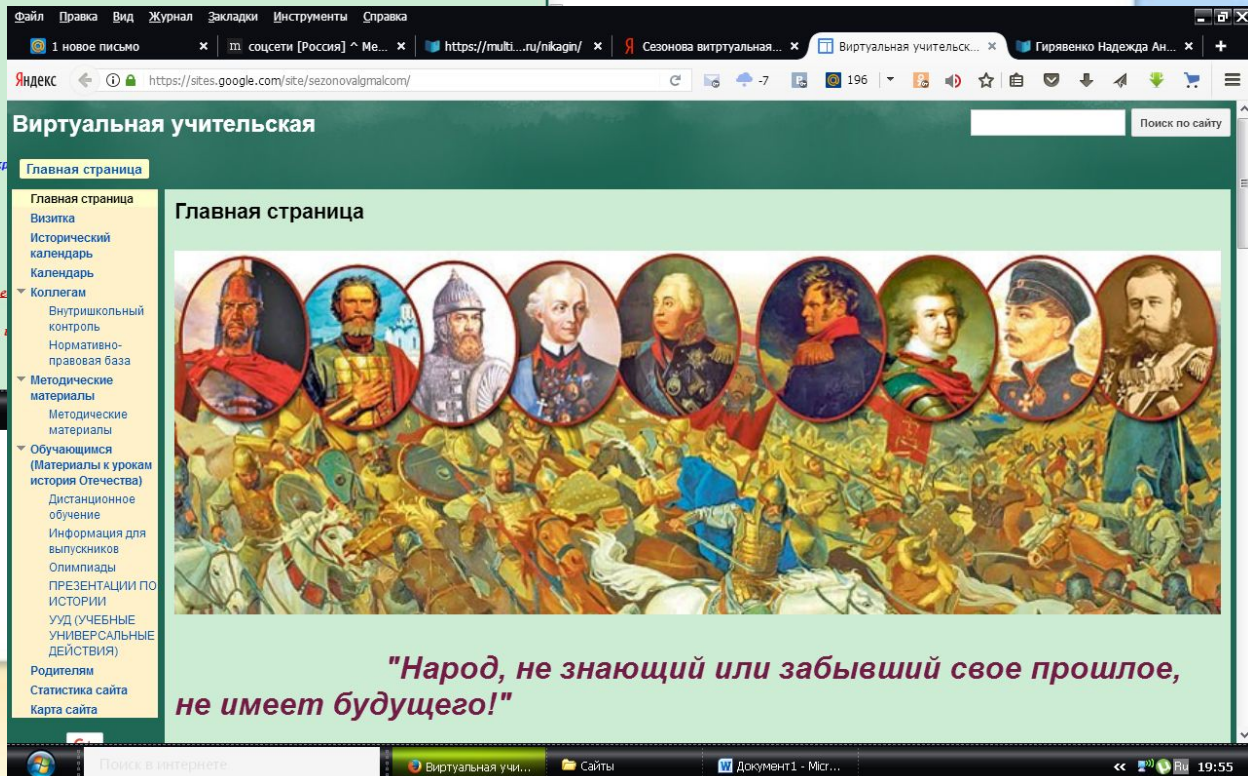 Файл Правка Вид Журнал Закладки Инструменты Справка
1 новое письмо
соцсети [Россия] ^ Ме...
https://multi....ru/nikagin/
Сезонова витртуальная...
Виртуальная учительск...
Гирявенко Надежда Ан...
Яндекс https://sites.google.com/site/sezonovalgmalcom/ -7 196
Виртуальная учительская
Поиск по сайту
Главная страница
Главная страница
Визитка
Исторический
календарь
Календарь
Коллегам
Внутришкольный
контроль
Нормативно-
правовая база
Методические
материалы
Методические
материалы
Обучающимся
(Материалы к урокам
история Отечества)
Дистанционное
обучение
Информация для
выпускников
Олимпиады
ПРЕЗЕНТАЦИИ ПО
ИСТОРИИ
УУД (УЧЕБНЫЕ
УНИВЕРСАЛЬНЫЕ
ДЕЙСТВИЯ)
Родителям
Статистика сайта
Карта сайта
Главная страница
"Народ, не знающий или забывший свое прошлое,
не имеет будущего!"
Поиск в интернете
Виртуальная учи...
Сайты
Документ1 - Micr...
Ru 19:55